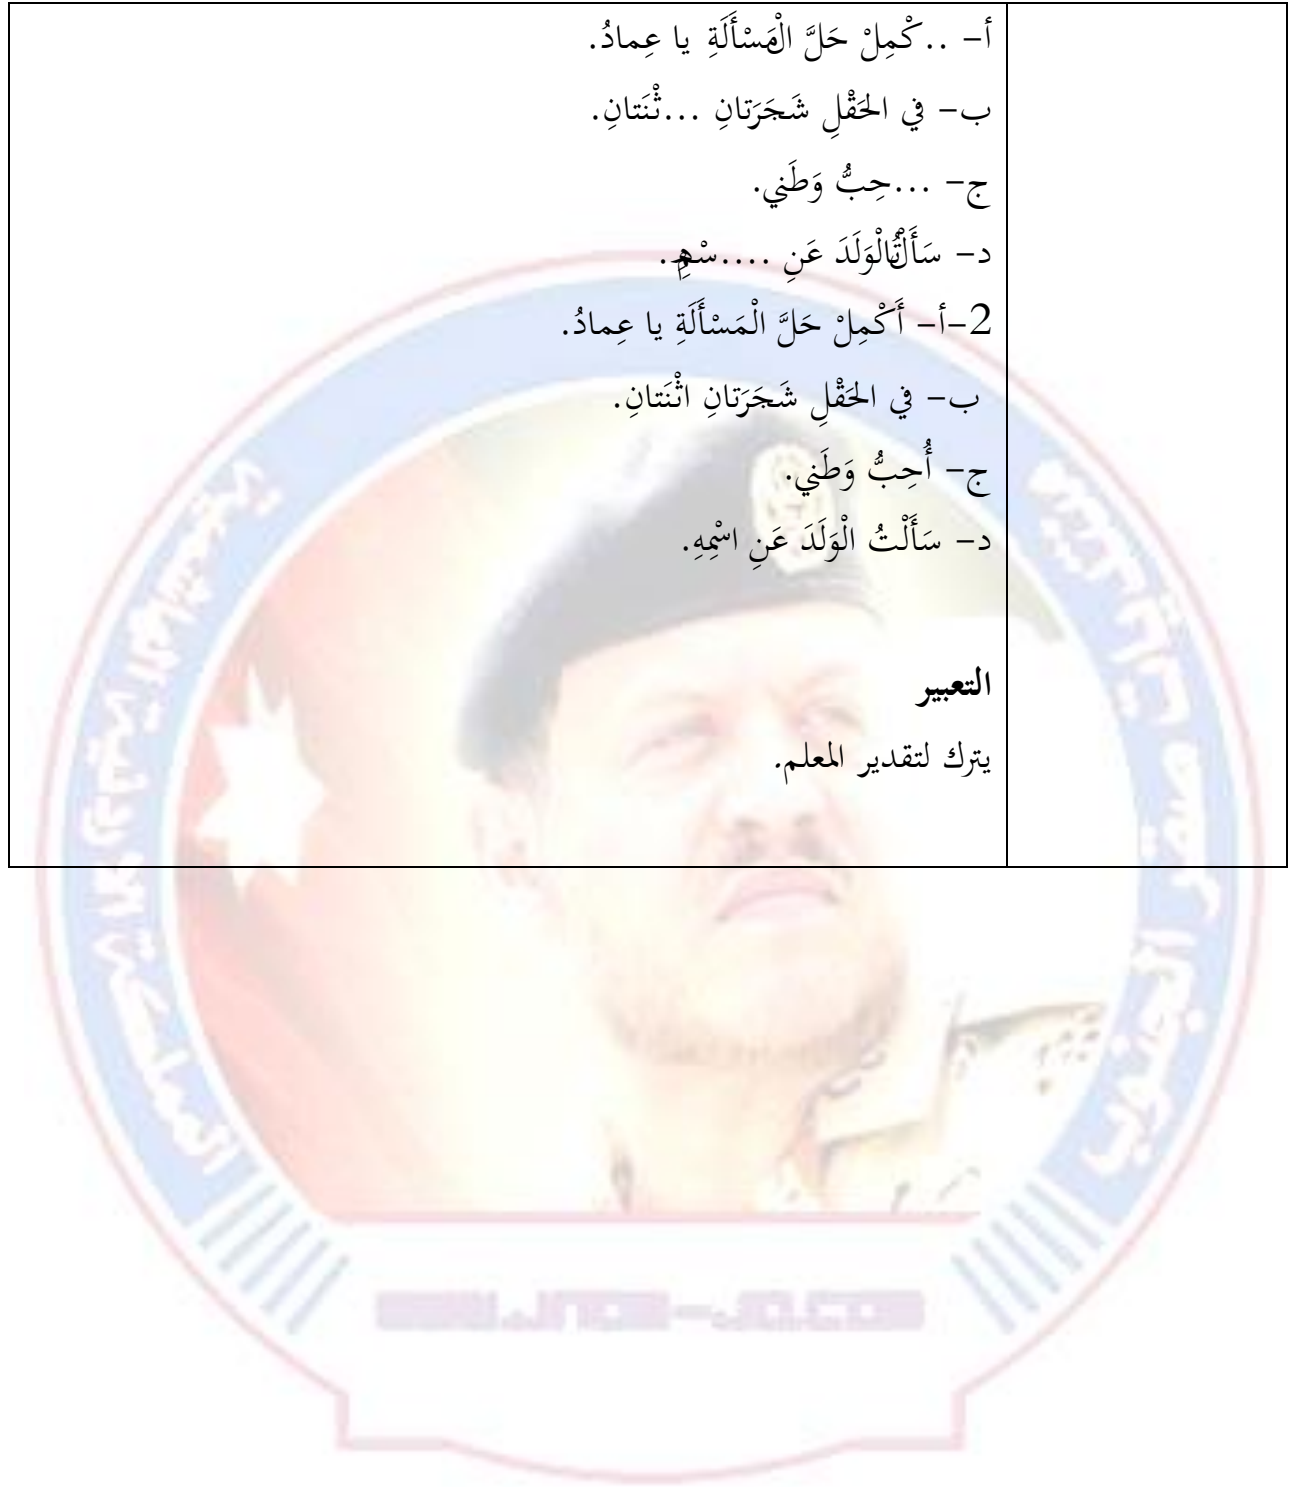 أ- ..كْمِلْ حَلَّ الْمَسْأَلَةِ يا عِمادُ.
ب- في الحَقْلِ شَجَرَتانِ ...ثْنَتانِ.
ج- ...حِبُّ وَطَني.
د- سَأَلْتُ الْوَلَدَ عَنِ ....سْمِهِ.
2-أ- أَكْمِلْ حَلَّ الْمَسْأَلَةِ يا عِمادُ.
ب- في الحَقْلِ شَجَرَتانِ اثْنَتانِ.
ج- أُحِبُّ وَطَني.
د- سَأَلْتُ الْوَلَدَ عَنِ اسْمِهِ.
التعبير
يترك لتقدير المعلم.